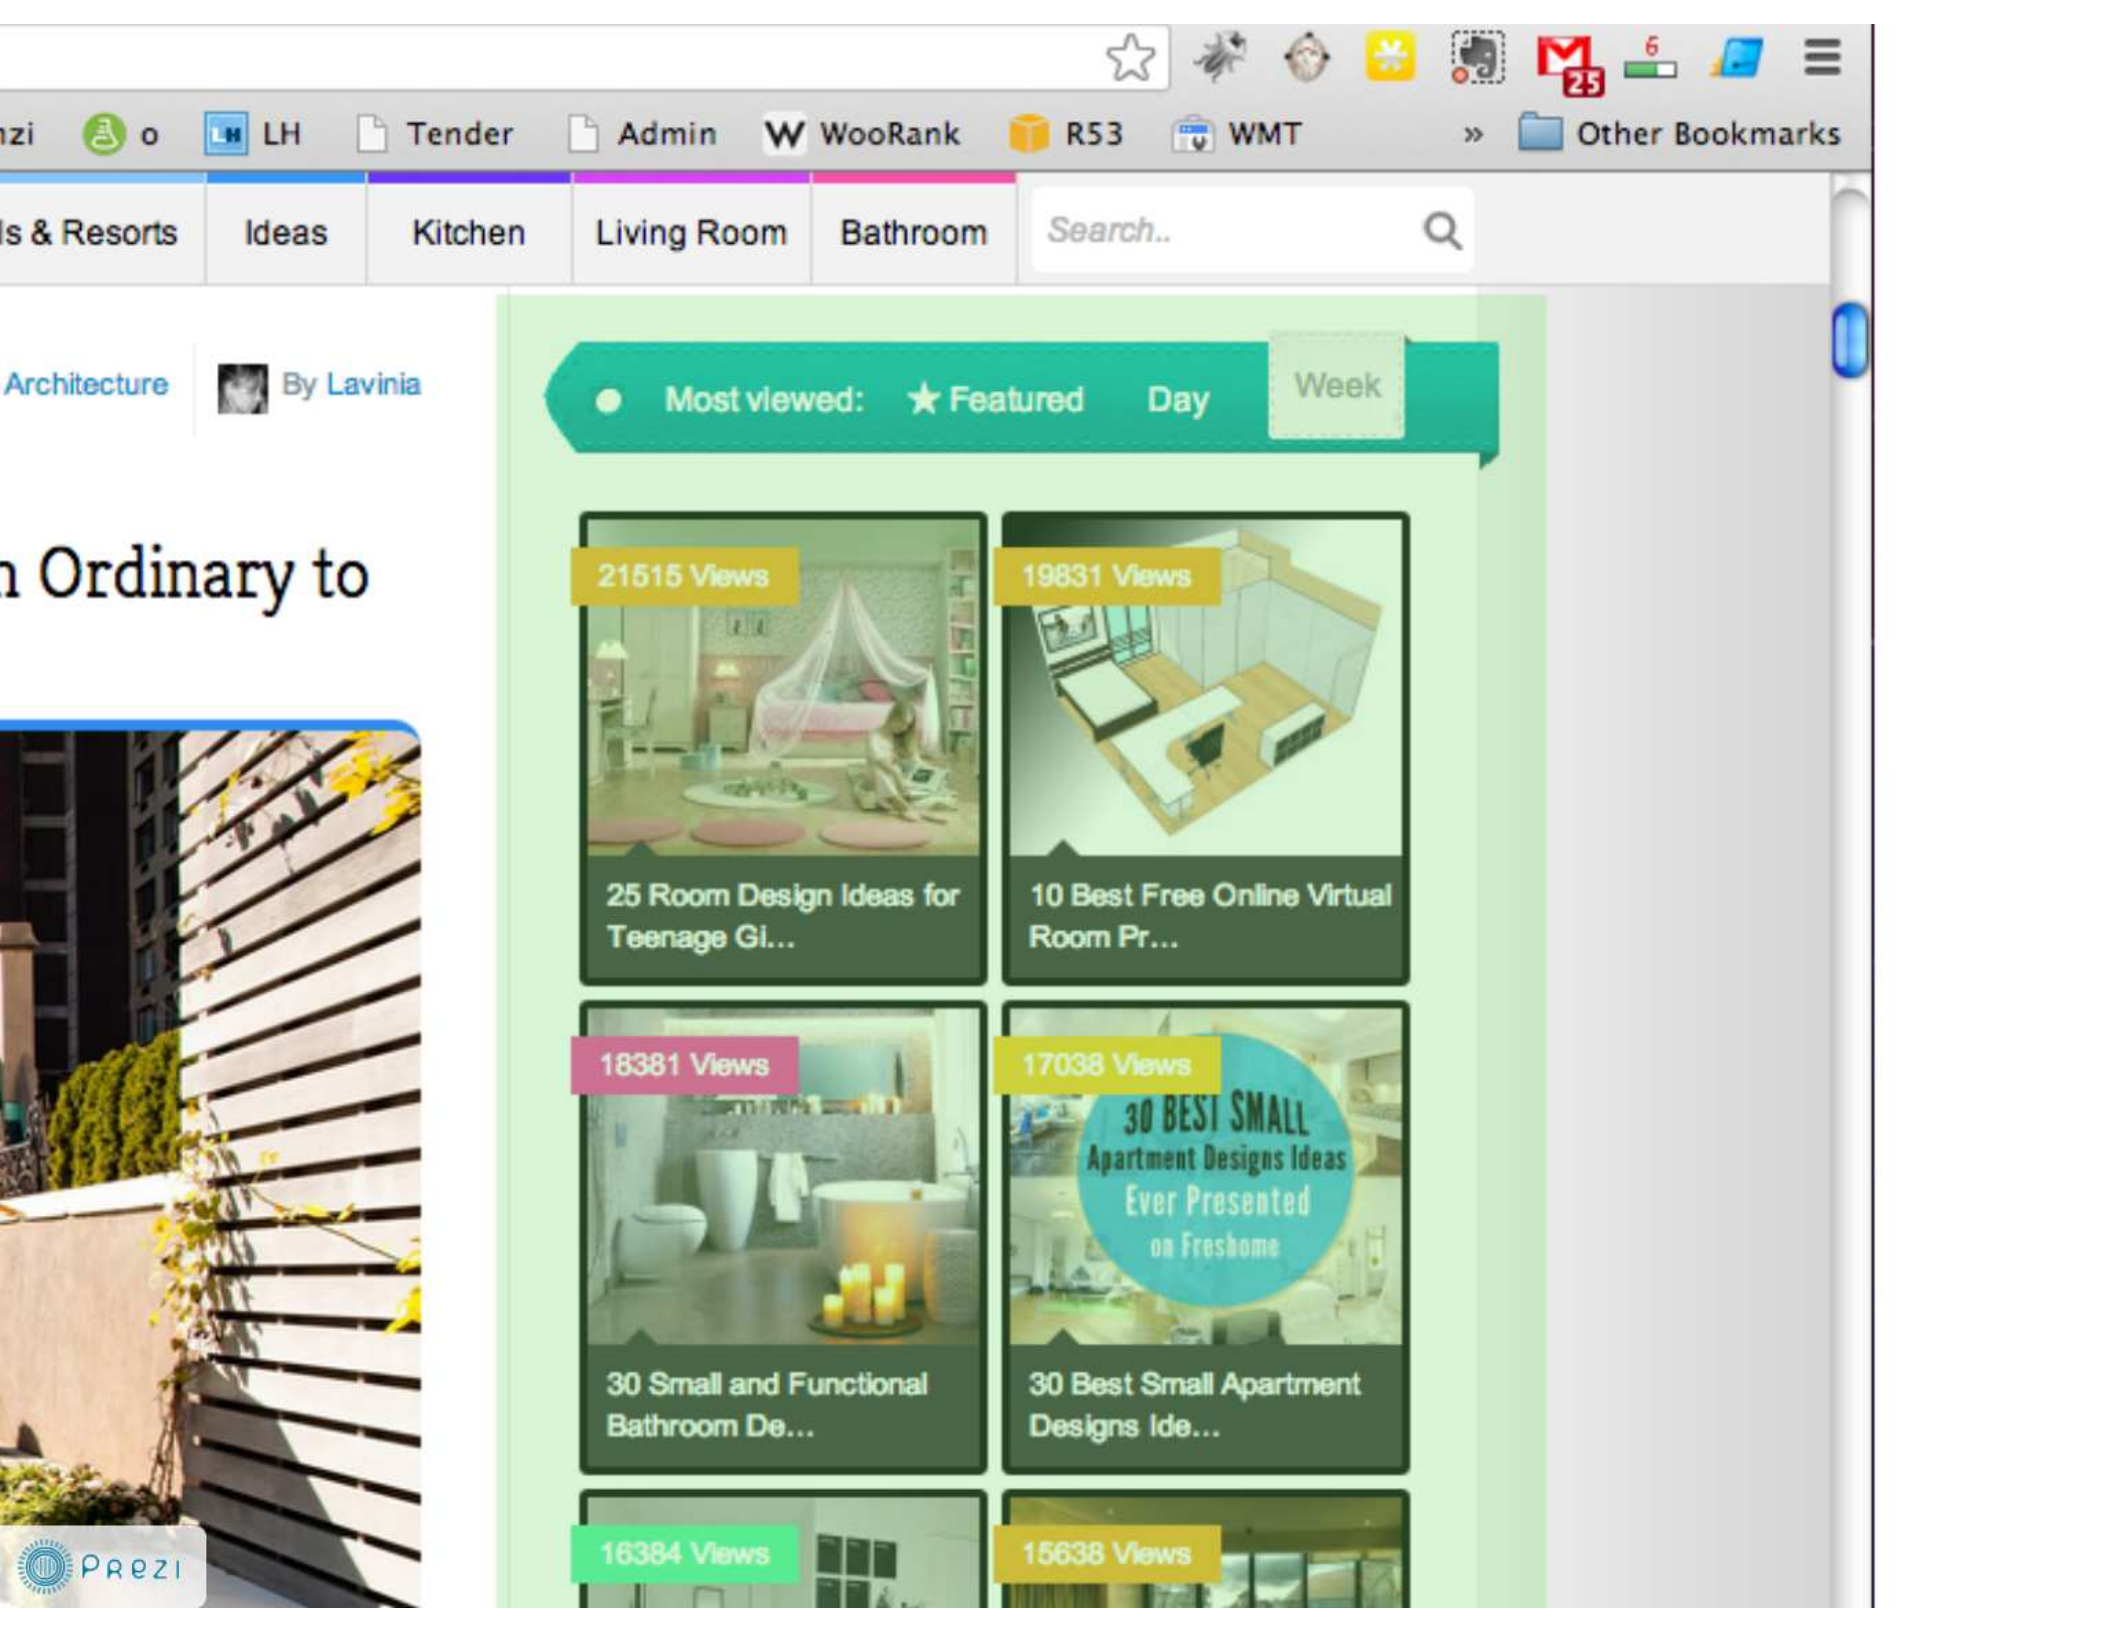 25
6
nzi
o
LH
LH
Tender
Admin
W WooRank
R53
WMT
»
Other Bookmarks
ls & Resorts
Ideas
Kitchen
Living Room
Bathroom
Search..
Architecture
By Lavinia
n Ordinary to
Most viewed:
★ Featured
Day
Week
21515 Views
25 Room Design Ideas for
Teenage Gi...
19831 Views
10 Best Free Online Virtual
Room Pr...
18381 Views
30 Small and Functional
Bathroom De...
17038 Views
30 BEST SMALL
Apartment Designs Ideas
Ever Presented
on Freshome
30 Best Small Apartment
Designs Ide...
16384 Views
15638 Views
PREZI